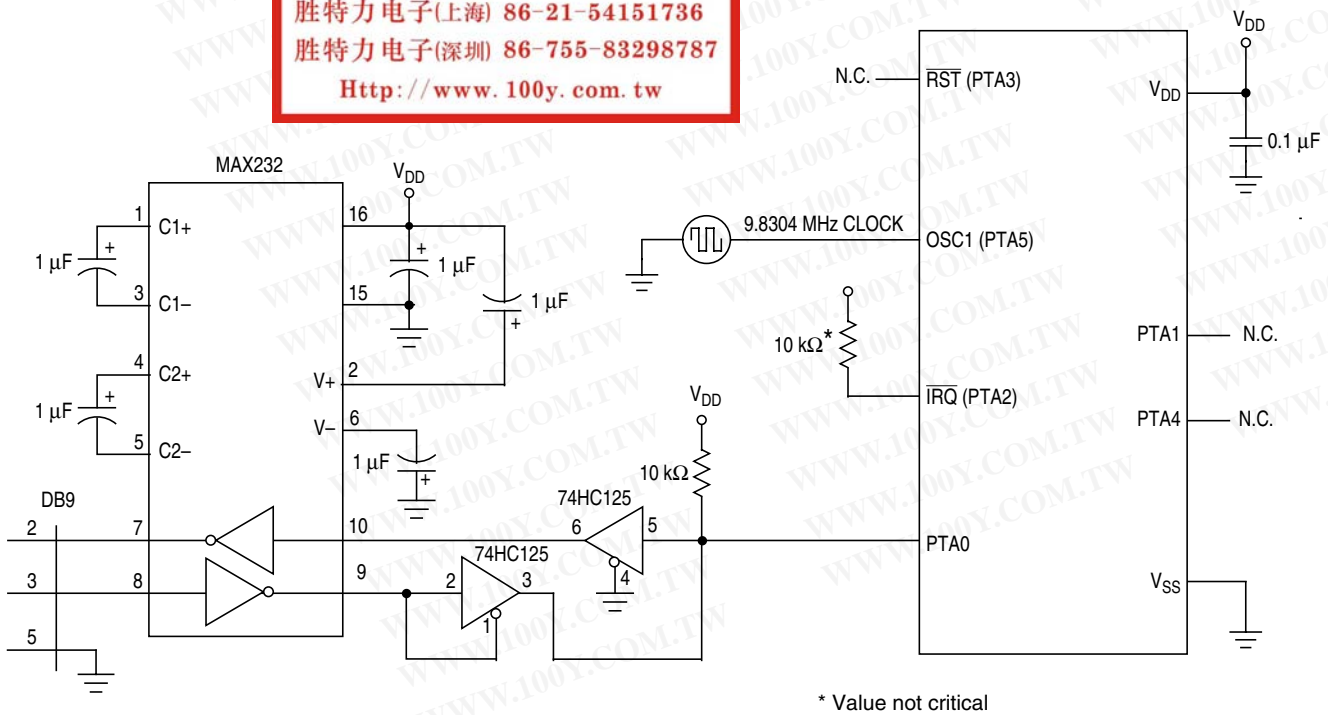 胜特力电子(上海) 86-21-54151736
胜特力电子(深圳) 86-755-83298787
Http://www.100y.com.tw
VDD
N.C.
RST (PTA3)
VDD
0.1 μF
MAX232
VDD
1
C1+
16
+
1 μF
+
1 μF
9.8304 MHz CLOCK
OSC1 (PTA5)
3
C1–
15
1 μF
+
10 kΩ*
PTA1
N.C.
4
C2+
V+
2
VDD
IRQ (PTA2)
1 μF
+
6
V–
PTA4
N.C.
5
C2–
1 μF
+
10 kΩ
DB9
74HC125
2
7
10
6
5
PTA0
74HC125
3
8
9
2
3
4
VSS
1
5
* Value not critical
WWW.100Y.COM.TW